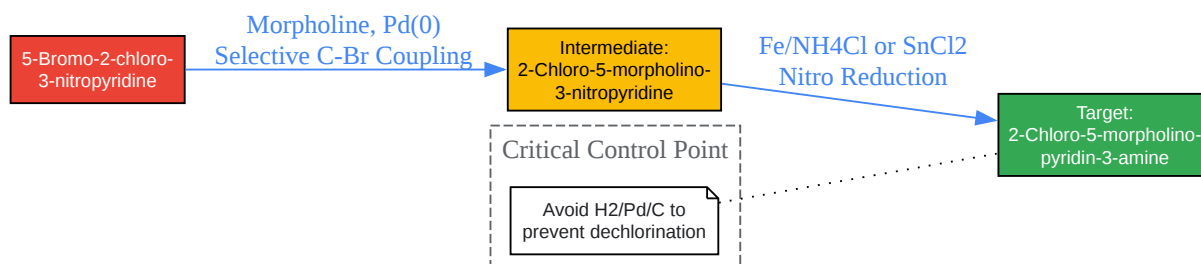 5-Bromo-2-chloro-
3-nitropyridine
Morpholine, Pd(0)
Selective C-Br Coupling
Intermediate:
2-Chloro-5-morpholino-
3-nitropyridine
Fe/NH4Cl or SnCl2
Nitro Reduction
Target:
2-Chloro-5-morpholino-
pyridin-3-amine
Critical Control Point
Avoid H2/Pd/C to
prevent dechlorination